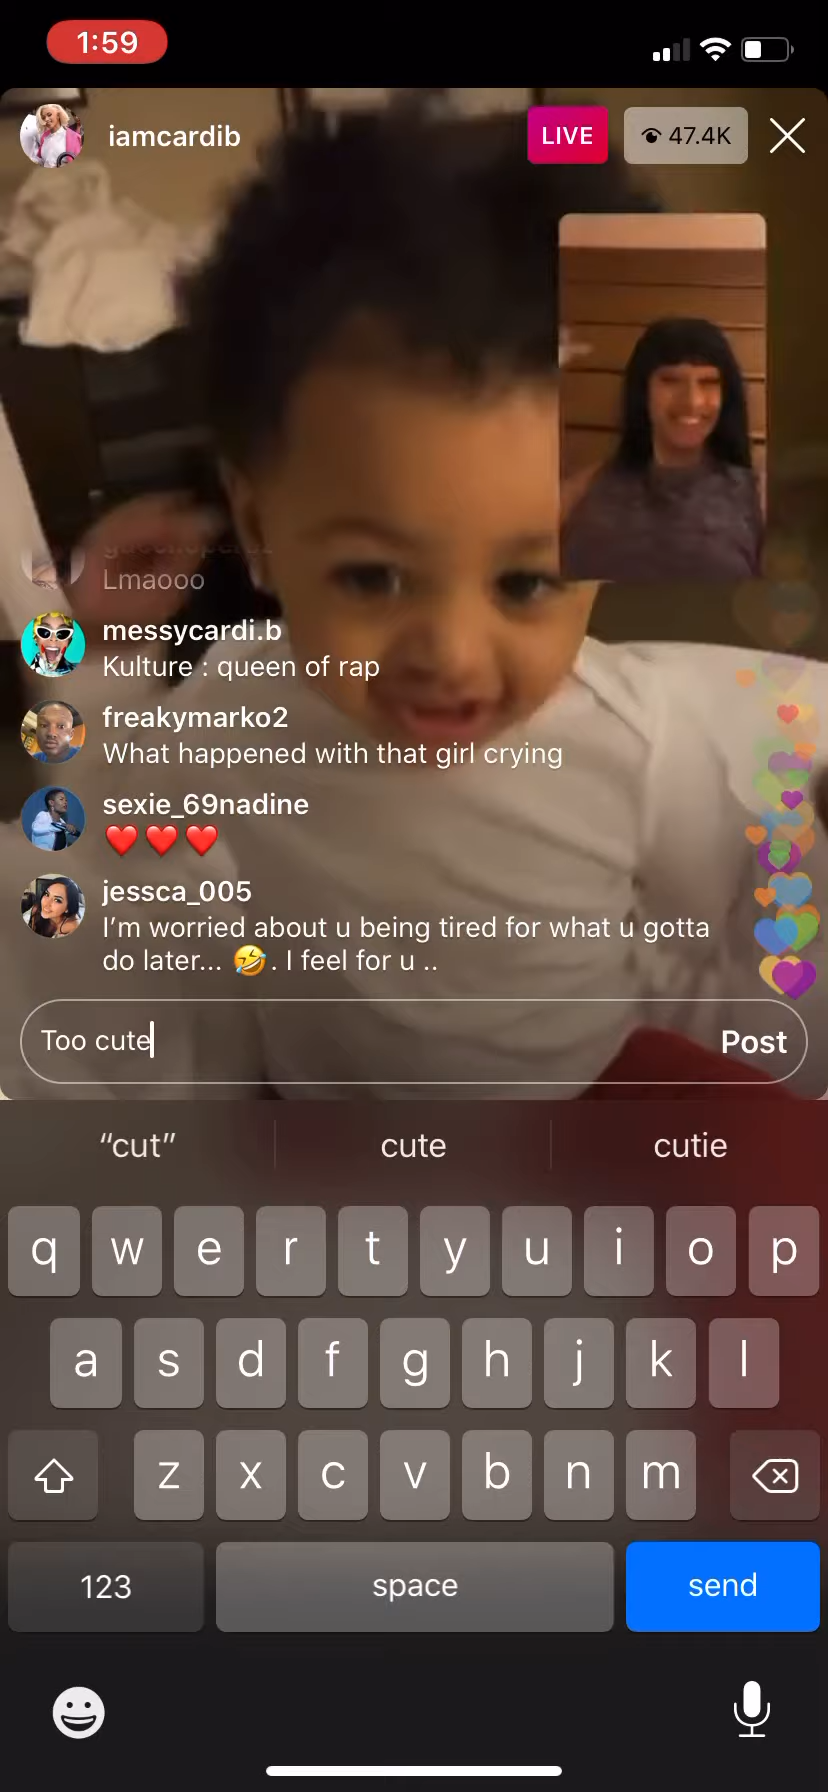 1:59
iamcardib
LIVE
47.4K
Lmaooo
messycardi.b
Kulture : queen of rap
freakymarko2
What happened with that girl crying
sexie_69nadine
❤️❤️❤️
jessca_005
I'm worried about u being tired for what u gotta
do later... 🤣. I feel for u ..
Too cute
Post
“cut”
cute
cutie
q w e r t y u i o p
a s d f g h j k l
z x c v b n m
123
space
send